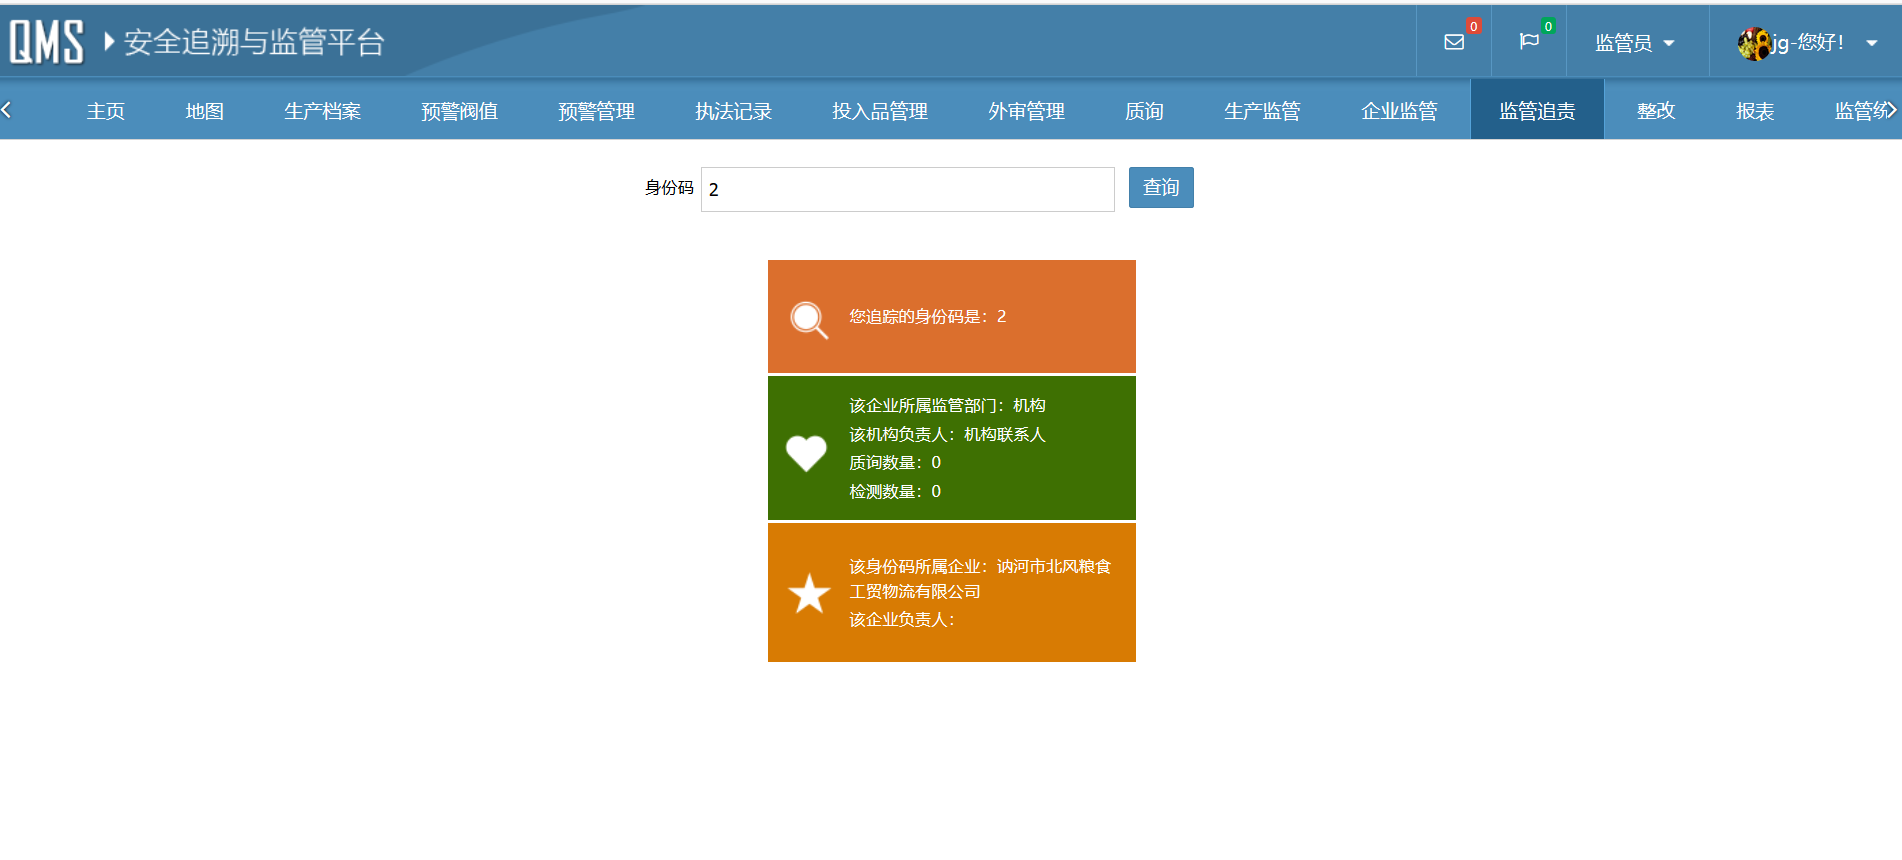 QMS 安全追溯与监管平台
0
0
监管员
jg-您好！
主页 地图 生产档案 预警阀值 预警管理 执法记录 投入品管理 外审管理 质询 生产监管 企业监管 监管追责 整改 报表 监管统
身份码 2 查询
您追踪的身份码是：2
该企业所属监管部门：机构
该机构负责人：机构联系人
质询数量：0
检测数量：0
该身份码所属企业：讷河市北风粮食
工贸物流有限公司
该企业负责人：